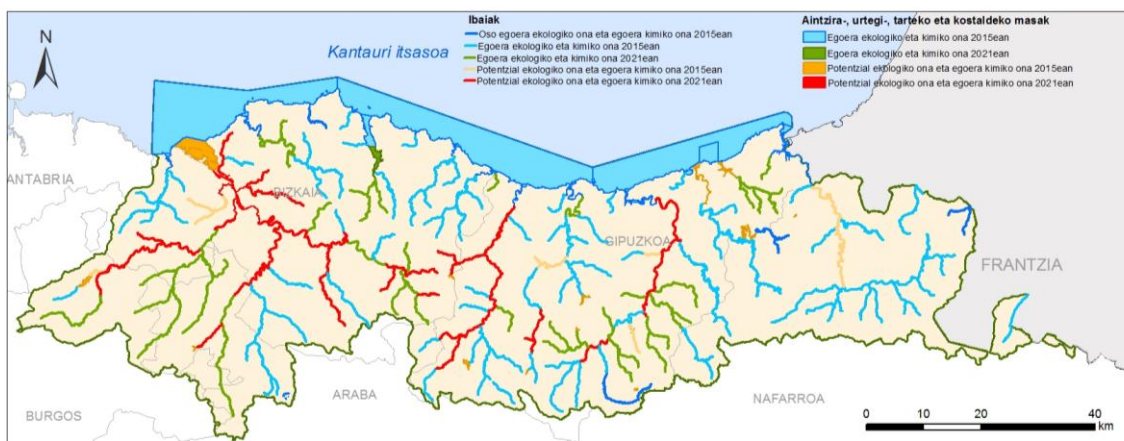 Ibaiak
Oso egoera ekologiko ona eta egoera kimiko ona 2015ean
Egoera ekologiko eta kimiko ona 2015ean
Egoera ekologiko eta kimiko ona 2021ean
Potentzial ekologiko ona eta egoera kimiko ona 2015ean
Potentzial ekologiko ona eta egoera kimiko ona 2021ean
Aintzira-, urtegi-, tarteko eta kostaldeko masak
Egoera ekologiko eta kimiko ona 2015ean
Egoera ekologiko eta kimiko ona 2021ean
Potentzial ekologiko ona eta egoera kimiko ona 2015ean
Potentzial ekologiko ona eta egoera kimiko ona 2021ean
N
Kantauri itsasoa
ANTABRIA
BIZKAIA
GIPUZKOA
FRANTZIA
ARABA
NAFARROA
BURGOS
0 10 20 40
km